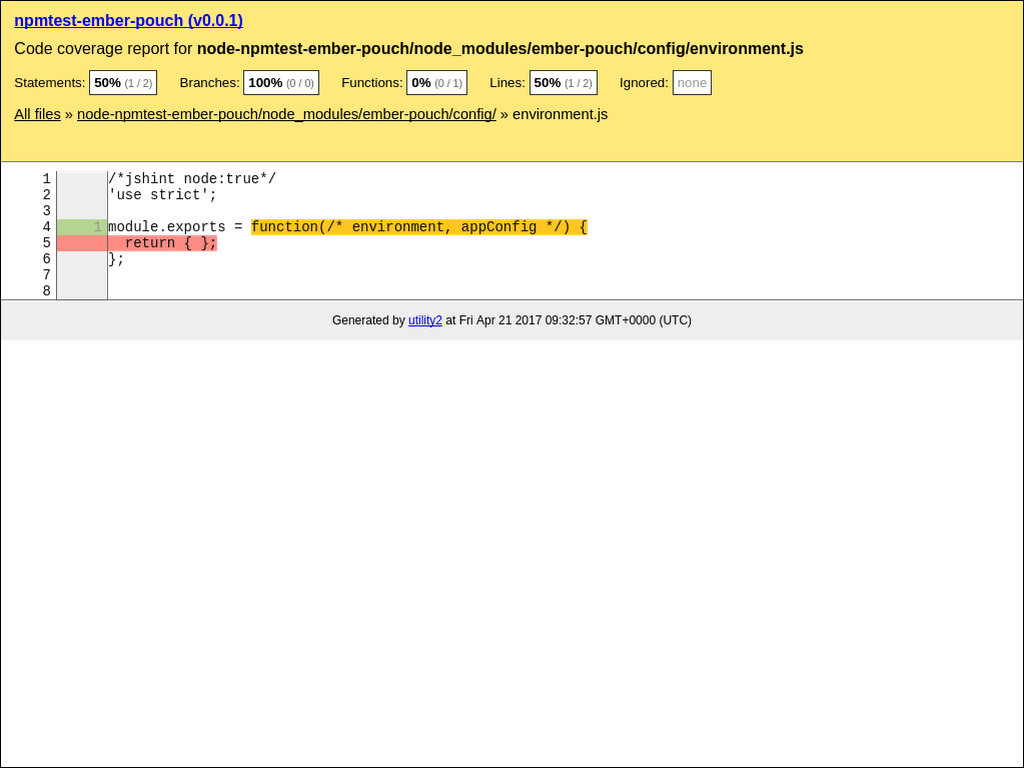 npmtest-ember-pouch (v0.0.1)
Code coverage report for node-npmtest-ember-pouch/node_modules/ember-pouch/config/environment.js
Statements: 50% (1 / 2) Branches: 100% (0 / 0) Functions: 0% (0 / 1) Lines: 50% (1 / 2) Ignored: none
All files » node-npmtest-ember-pouch/node_modules/ember-pouch/config/ » environment.js
1 /*jshint node:true*/
2 'use strict';
3
4 1 module.exports = function(/* environment, appConfig */) {
5   return { };
6 };
7
8
Generated by utility2 at Fri Apr 21 2017 09:32:57 GMT+0000 (UTC)